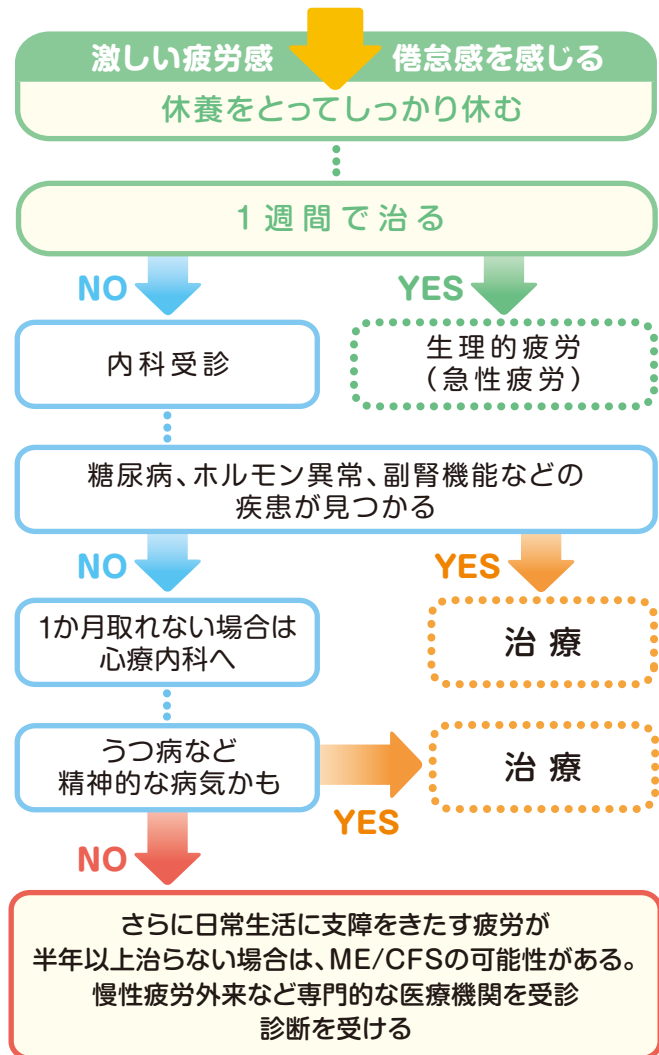 激しい疲労感 倦怠感を感じる
休養をとってしっかり休む
1週間で治る
NO
YES
内科受診
生理的疲労
(急性疲労)
糖尿病、ホルモン異常、副腎機能などの
疾患が見つかる
NO
YES
1か月取れない場合は
心療内科へ
治療
うつ病など
精神的な病気かも
YES
治療
NO
さらに日常生活に支障をきたす疲労が
半年以上治らない場合は、ME/CFSの可能性がある。
慢性疲労外来など専門的な医療機関を受診
診断を受ける